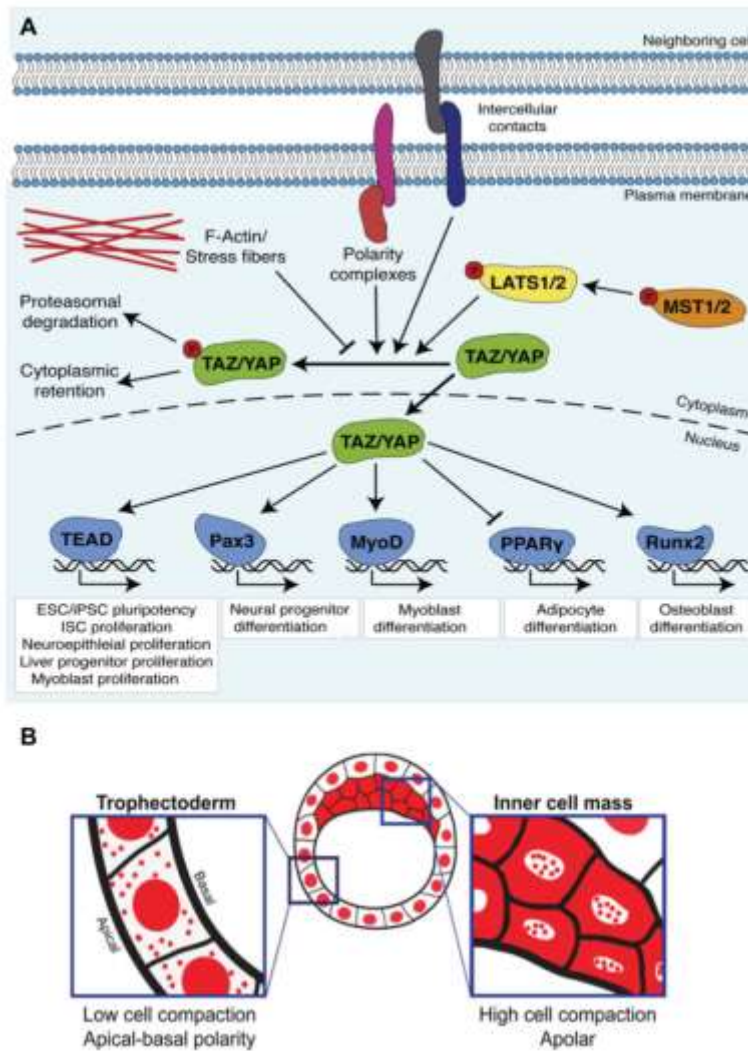 A
Neighboring cel
Intercellular
contacts
Plasma membrane
F-Actin/
Stress fibers
Polarity
complexes
P
LATS1/2
P
MST1/2
Proteasomal
degradation
P
TAZ/YAP
TAZ/YAP
Cytoplasmic
retention
Cytoplasm
Nucleus
TAZ/YAP
TEAD
Pax3
MyoD
PPARγ
Runx2
ESC/iPSC pluripotency
ISC proliferation
Neuroepithleial proliferation
Liver progenitor proliferation
Myoblast proliferation
Neural progenitor
differentiation
Myoblast
differentiation
Adipocyte
differentiation
Osteoblast
differentiation
B
Trophectoderm
Inner cell mass
Basal
Apical
Low cell compaction
Apical-basal polarity
High cell compaction
Apolar